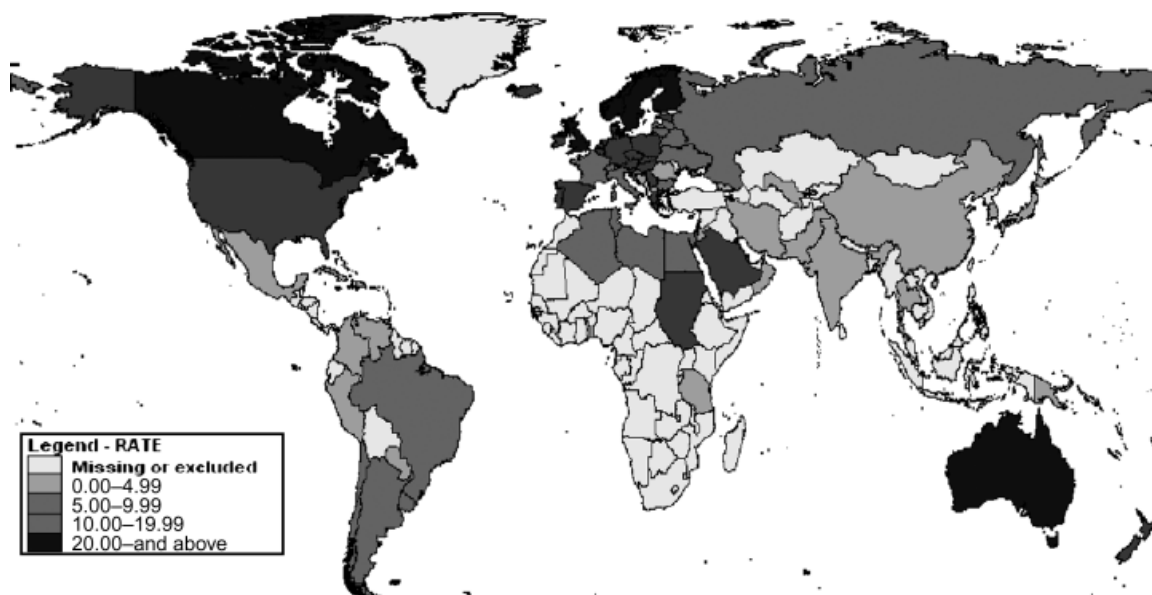 Legend - RATE
Missing or excluded
0.00–4.99
5.00–9.99
10.00–19.99
20.00–and above